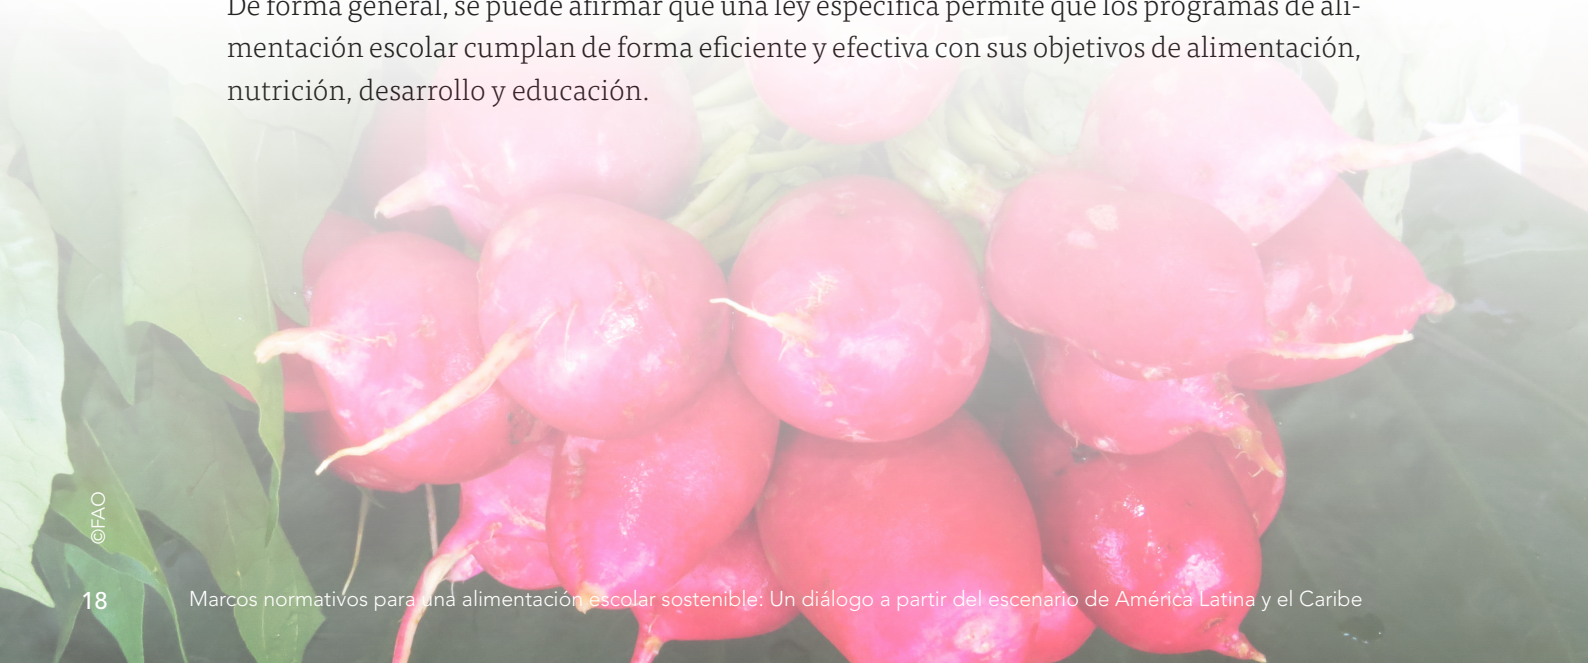 De forma general, se puede afirmar que una ley específica permite que los programas de ali-
mentación escolar cumplan de forma eficiente y efectiva con sus objetivos de alimentación,
nutrición, desarrollo y educación.
©FAO
18 Marcos normativos para una alimentación escolar sostenible: Un diálogo a partir del escenario de América Latina y el Caribe